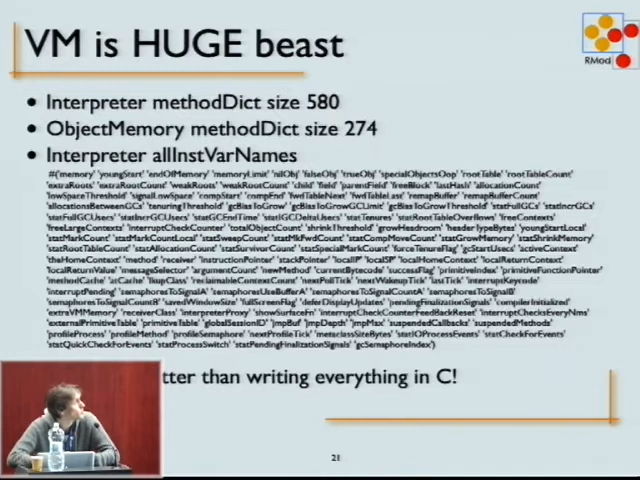 VM is HUGE beast
RMod
• Interpreter methodDict size 580
• ObjectMemory methodDict size 274
• Interpreter allInstVarNames
#('memory' 'youngStart' 'endOfMemory' 'memoryLimit' 'nilObj' 'falseObj' 'trueObj' 'specialObjectsOop' 'rootTable' 'rootTableCount'
'extraRoots' 'extraRootCount' 'weakRoots' 'weakRootCount' 'child' 'field' 'parentField' 'freeBlock' 'lastHash' 'allocationCount'
'lowSpaceThreshold' 'signalLowSpace' 'compStart' 'compEnd' 'fwdTableNext' 'fwdTableLast' 'remapBuffer' 'remapBufferCount'
'allocationsBetweenGCs' 'tenuringThreshold' 'gcBiasToGrow' 'gcBiasToGrowGCLimit' 'gcBiasToGrowThreshold' 'statFullGCs' 'statIncrGCs'
'statFullGCUsecs' 'statIncrGCUsecs' 'statGCEndTime' 'statIGCDeltaUsecs' 'statTenures' 'statRootTableOverflows' 'freeContexts'
'freeLargeContexts' 'interruptCheckCounter' 'totalObjectCount' 'shrinkThreshold' 'growHeadroom' 'headerTypeBytes' 'youngStartLocal'
'statMarkCount' 'statMarkCountLocal' 'statSweepCount' 'statMkFwdCount' 'statCompMoveCount' 'statGrowMemory' 'statShrinkMemory'
'statRootTableCount' 'statAllocationCount' 'statSurvivorCount' 'statSpecialMarkCount' 'forceTenureFlag' 'gcStartUsecs' 'activeContext'
'theHomeContext' 'method' 'receiver' 'instructionPointer' 'stackPointer' 'localIP' 'localSP' 'localHomeContext' 'localReturnContext'
'localReturnValue' 'messageSelector' 'argumentCount' 'newMethod' 'currentBytecode' 'successFlag' 'primitiveIndex' 'primitiveFunctionPointer'
'methodCache' 'atCache' 'lkupClass' 'reclaimableContextCount' 'nextPollTick' 'nextWakeupTick' 'lastTick' 'interruptKeycode'
'interruptPending' 'semaphoresToSignalA' 'semaphoresUseBufferA' 'semaphoresToSignalCountA' 'semaphoresToSignalB'
'semaphoresToSignalCountB' 'savedWindowSize' 'fullScreenFlag' 'deferDisplayUpdates' 'pendingFinalizationSignals' 'compilerInitialized'
'extraVMMemory' 'receiverClass' 'interpreterProxy' 'showSurfaceFn' 'interruptCheckCounterFeedBackReset' 'interruptChecksEveryNms'
'externalPrimitiveTable' 'primitiveTable' 'globalSessionID' 'jmpBuf' 'jmpDepth' 'jmpMax' 'suspendedCallbacks' 'suspendedMethods'
'profileProcess' 'profileMethod' 'profileSemaphore' 'nextProfileTick' 'metaclassSizeBytes' 'statIOProcessEvents' 'statCheckForEvents'
'statQuickCheckForEvents' 'statProcessSwitch' 'statPendingFinalizationSignals' 'gcSemaphoreIndex')
tter than writing everything in C!
21